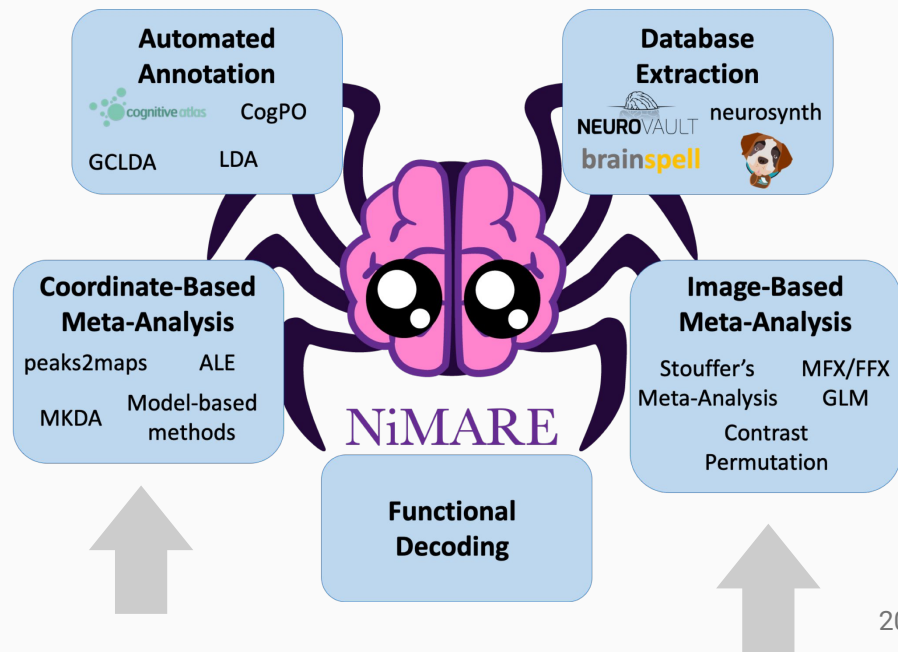 Automated
Annotation
cognitive atlas
CogPO
GCLDA
LDA
Database
Extraction
NEUROVAULT
neurosynth
brainspell
Coordinate-Based
Meta-Analysis
peaks2maps
ALE
MKDA
Model-based
methods
Image-Based
Meta-Analysis
Stouffer’s
Meta-Analysis
MFX/FFX
GLM
Contrast
Permutation
NiMARE
Functional
Decoding
20